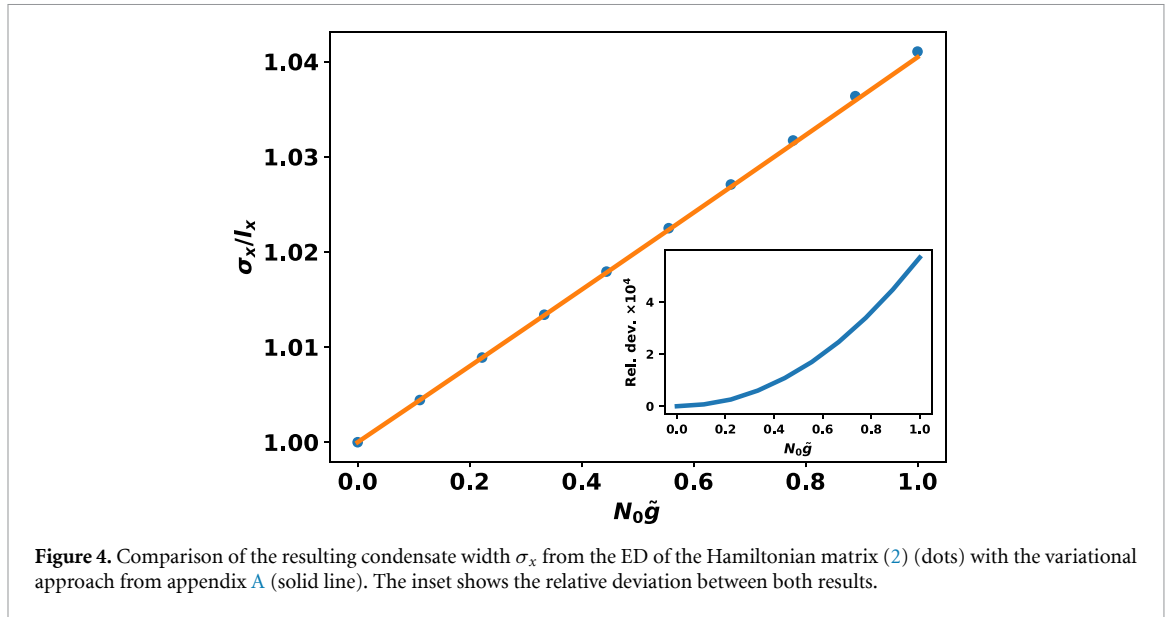 1.04
1.03
1.02
1.01
1.00
σx/lx
0.0 0.2 0.4 0.6 0.8 1.0
N0g̃
4
2
0
Rel. dev. ×10⁴
0.0 0.2 0.4 0.6 0.8 1.0
N0g̃
Figure 4. Comparison of the resulting condensate width σx from the ED of the Hamiltonian matrix (2) (dots) with the variational
approach from appendix A (solid line). The inset shows the relative deviation between both results.